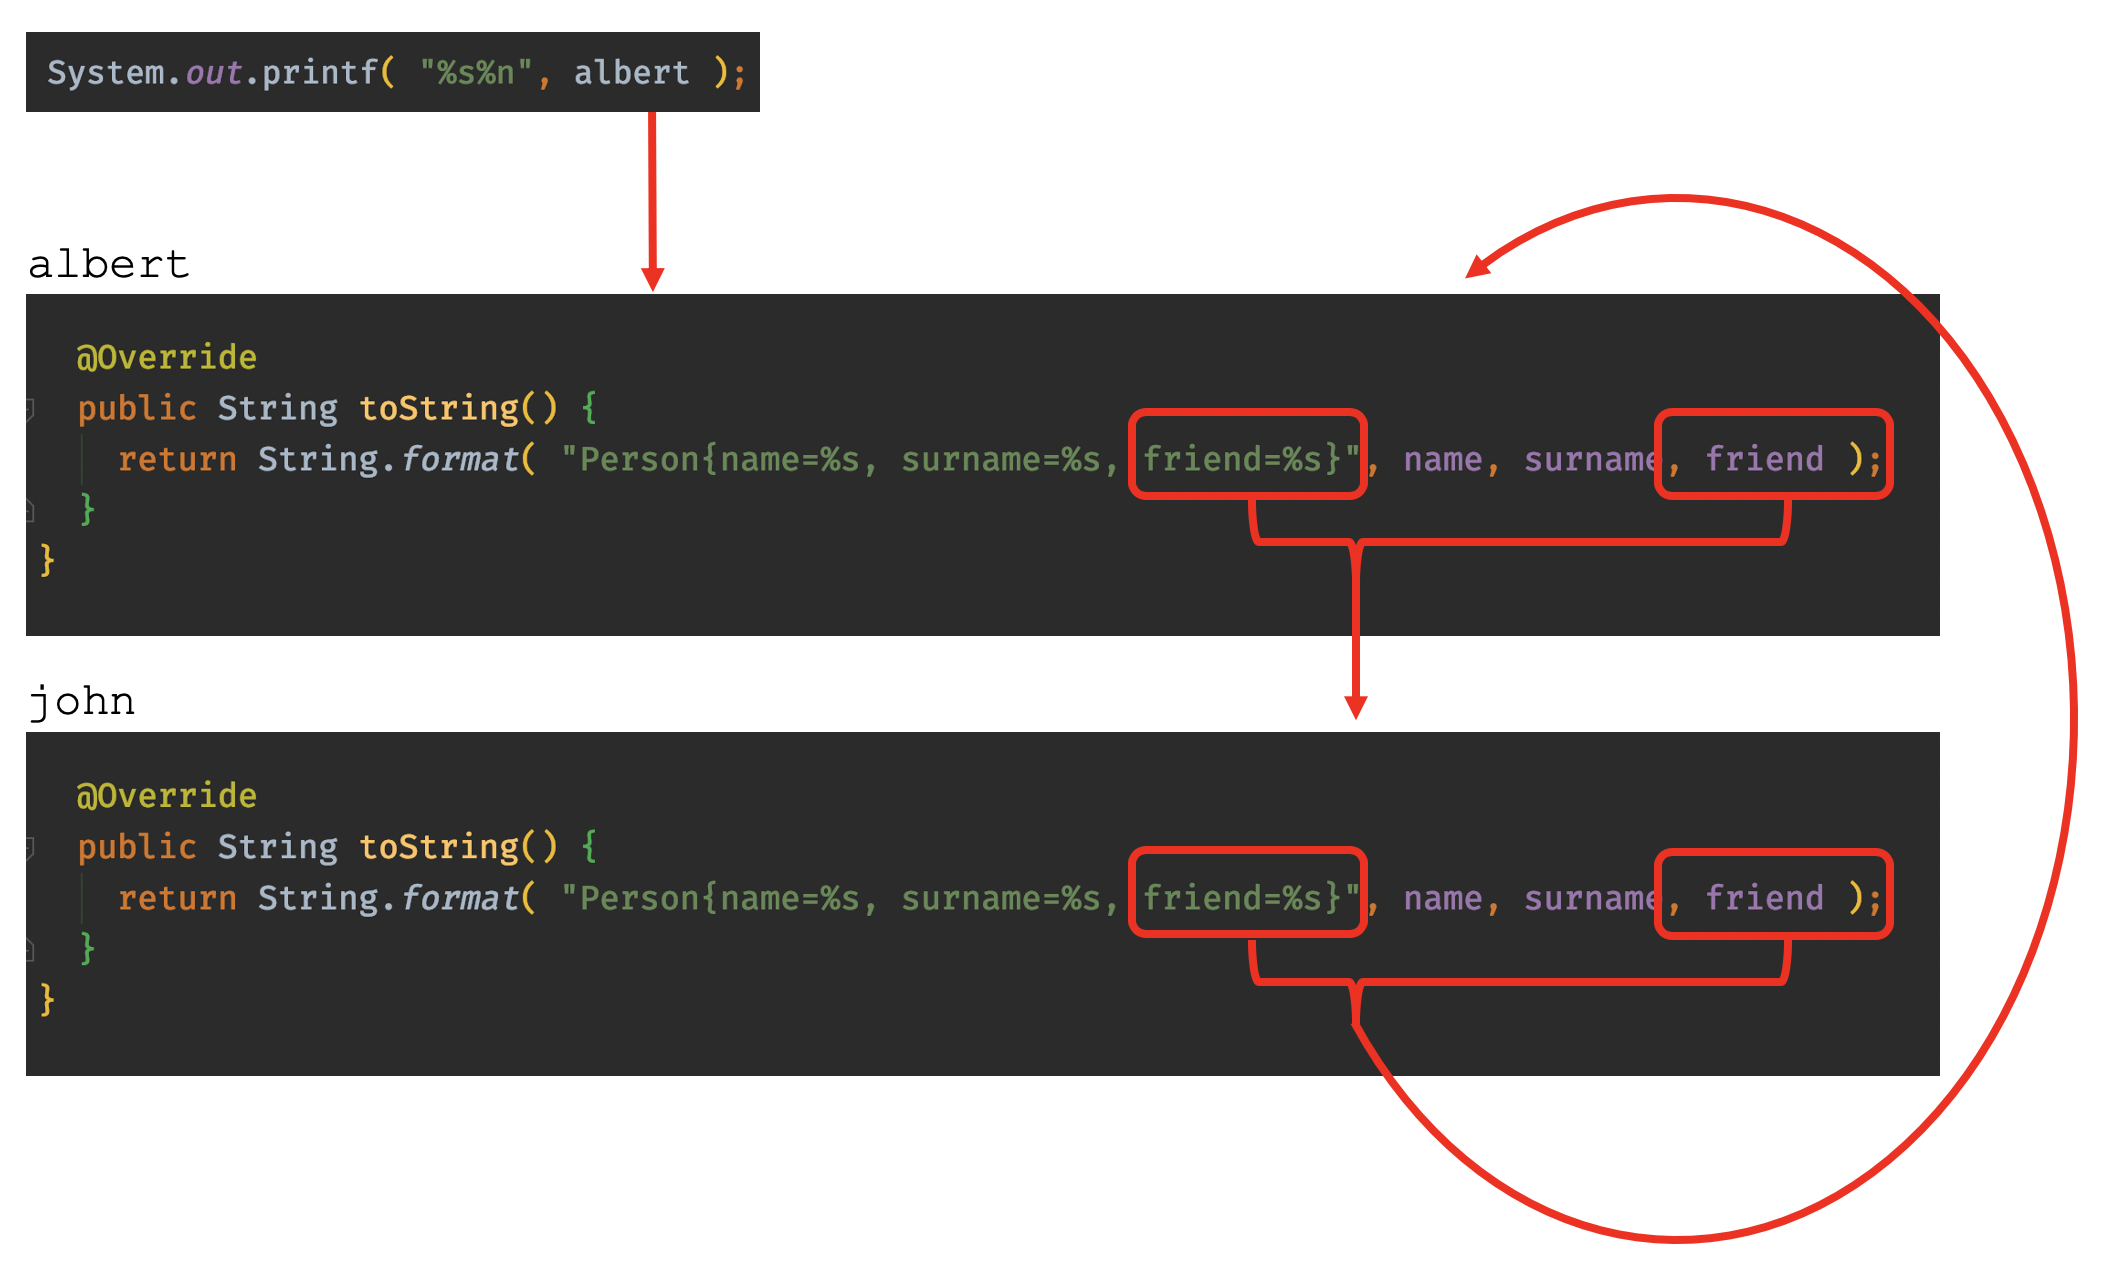 System.out.printf( "%s%n", albert );
albert
@Override
public String toString() {
return String.format( "Person{name=%s, surname=%s, friend=%s}", name, surname, friend );
}
}
john
@Override
public String toString() {
return String.format( "Person{name=%s, surname=%s, friend=%s}", name, surname, friend );
}
}